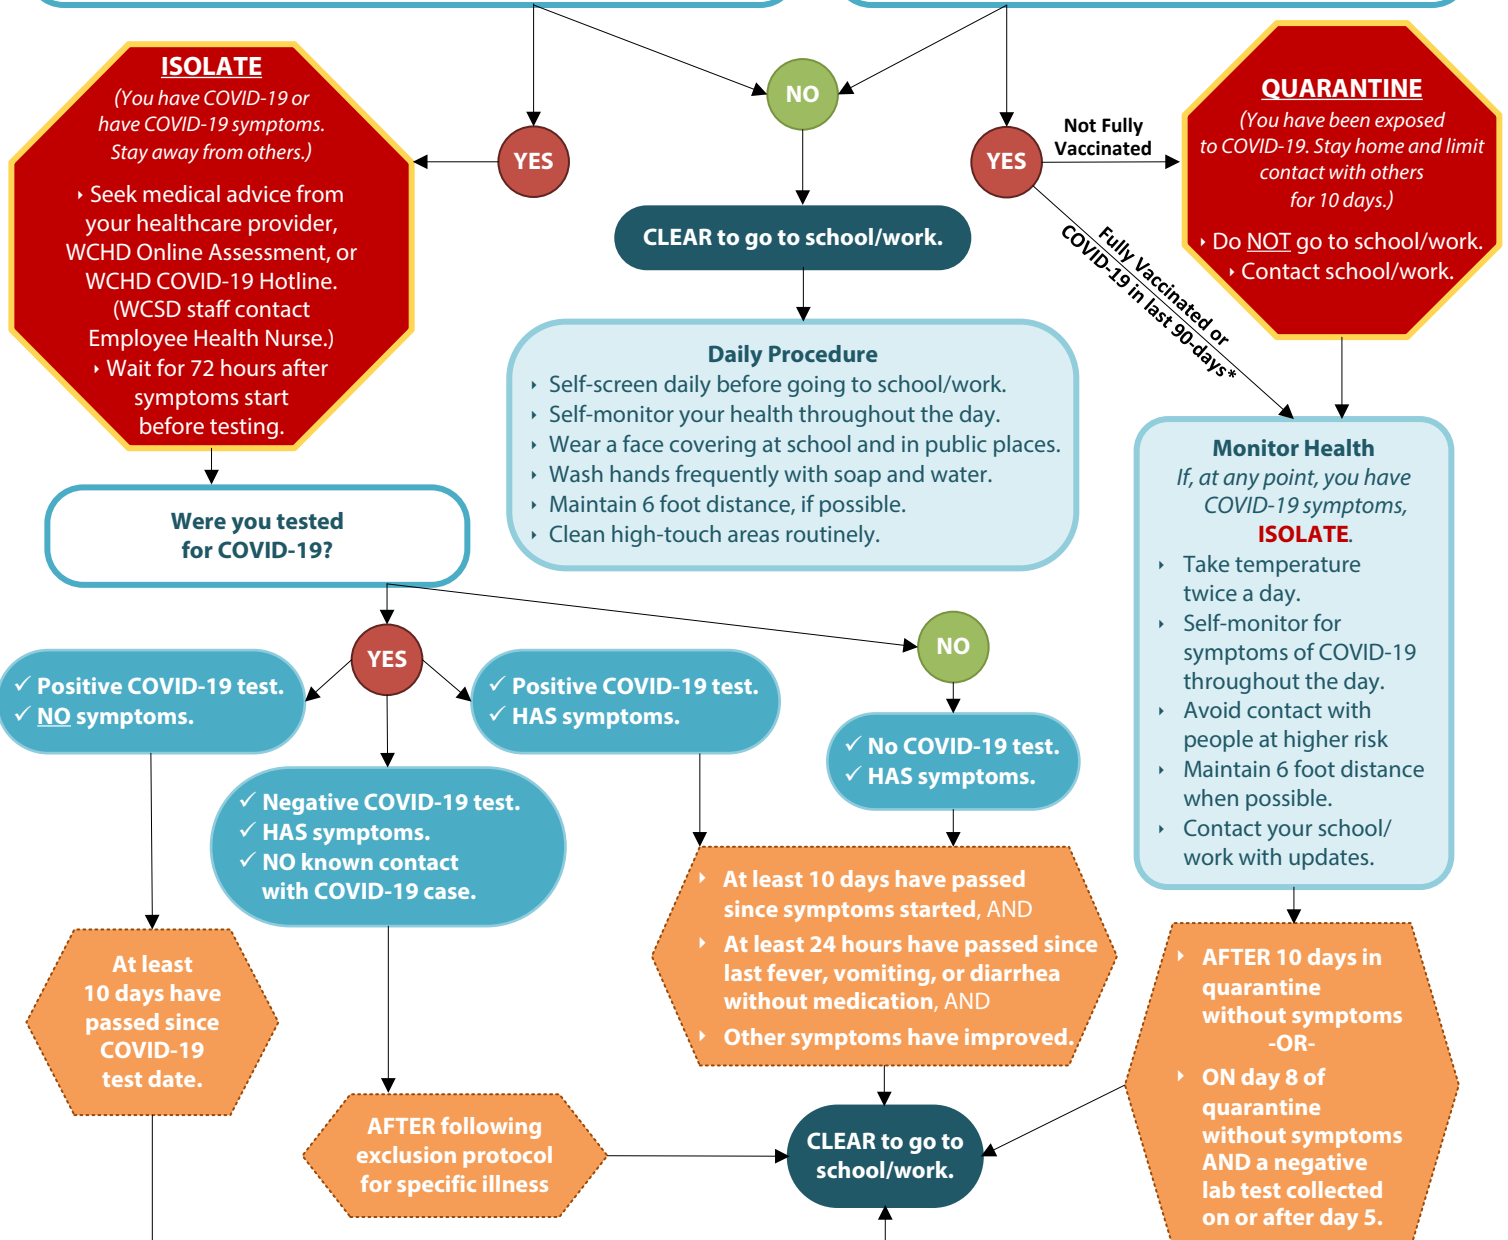 ISOLATE
(You have COVID-19 or
have COVID-19 symptoms.
Stay away from others.)
‣ Seek medical advice from
your healthcare provider,
WCHD Online Assessment, or
WCHD COVID-19 Hotline.
(WCSD staff contact
Employee Health Nurse.)
‣ Wait for 72 hours after
symptoms start
before testing.
YES
NO
YES
Not Fully
Vaccinated
Fully Vaccinated or
COVID-19 in last 90-days*
QUARANTINE
(You have been exposed
to COVID-19. Stay home and limit
contact with others
for 10 days.)
‣ Do NOT go to school/work.
‣ Contact school/work.
CLEAR to go to school/work.
Daily Procedure
‣ Self-screen daily before going to school/work.
‣ Self-monitor your health throughout the day.
‣ Wear a face covering at school and in public places.
‣ Wash hands frequently with soap and water.
‣ Maintain 6 foot distance, if possible.
‣ Clean high-touch areas routinely.
Monitor Health
If, at any point, you have
COVID-19 symptoms,
ISOLATE.
‣ Take temperature
twice a day.
‣ Self-monitor for
symptoms of COVID-19
throughout the day.
‣ Avoid contact with
people at higher risk
‣ Maintain 6 foot distance
when possible.
‣ Contact your school/
work with updates.
Were you tested
for COVID-19?
YES
NO
✓ Positive COVID-19 test.
✓ NO symptoms.
✓ Negative COVID-19 test.
✓ HAS symptoms.
✓ NO known contact
with COVID-19 case.
✓ Positive COVID-19 test.
✓ HAS symptoms.
✓ No COVID-19 test.
✓ HAS symptoms.
At least
10 days have
passed since
COVID-19
test date.
AFTER following
exclusion protocol
for specific illness
‣ At least 10 days have passed
since symptoms started, AND
‣ At least 24 hours have passed since
last fever, vomiting, or diarrhea
without medication, AND
‣ Other symptoms have improved.
‣ AFTER 10 days in
quarantine
without symptoms
-OR-
‣ ON day 8 of
quarantine
without symptoms
AND a negative
lab test collected
on or after day 5.
CLEAR to go to
school/work.